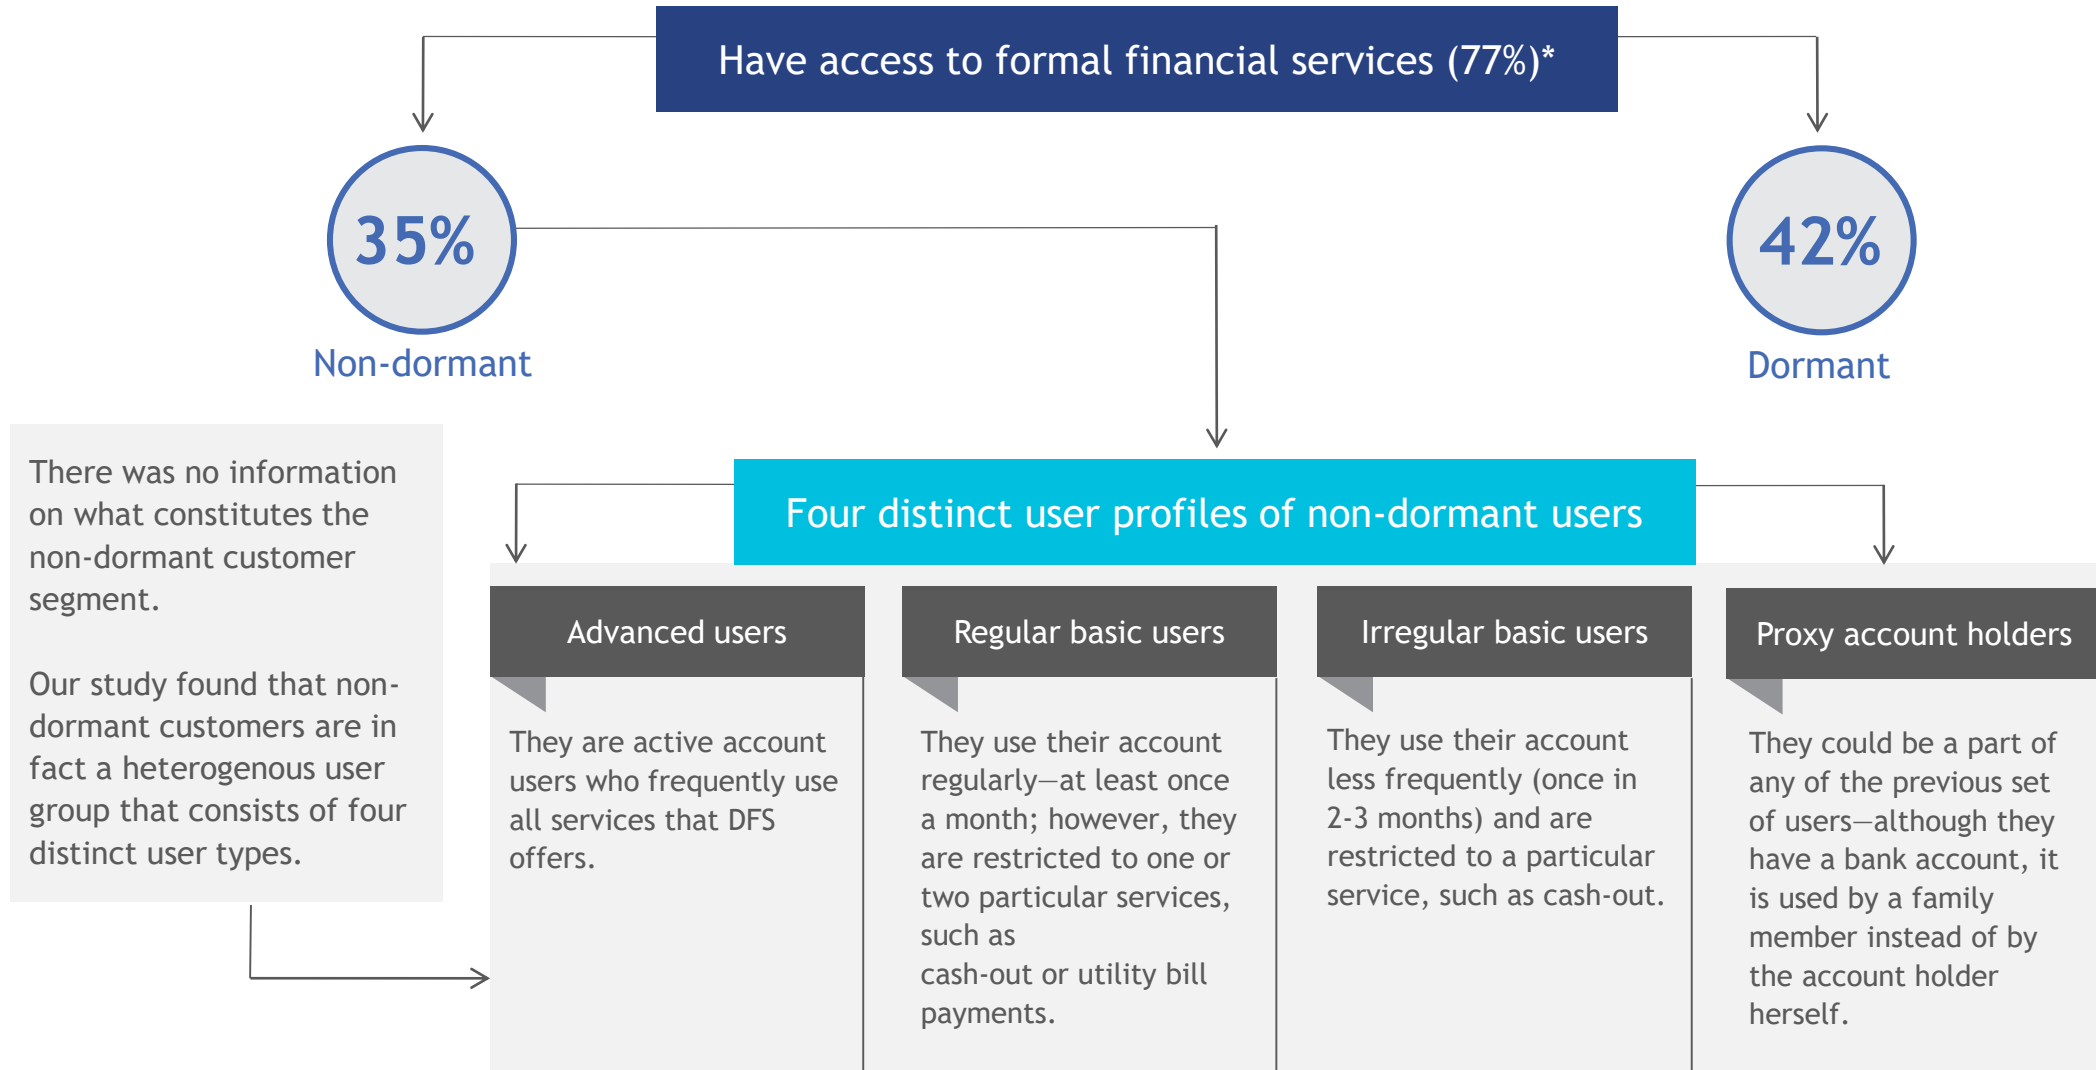 Have access to formal financial services (77%)*
35%
Non-dormant
42%
Dormant
There was no information
on what constitutes the
non-dormant customer
segment.
Our study found that non-
dormant customers are in
fact a heterogenous user
group that consists of four
distinct user types.
Four distinct user profiles of non-dormant users
Advanced users
They are active account
users who frequently use
all services that DFS
offers.
Regular basic users
They use their account
regularly—at least once
a month; however, they
are restricted to one or
two particular services,
such as
cash-out or utility bill
payments.
Irregular basic users
They use their account
less frequently (once in
2-3 months) and are
restricted to a particular
service, such as cash-out.
Proxy account holders
They could be a part of
any of the previous set
of users—although they
have a bank account, it
is used by a family
member instead of by
the account holder
herself.